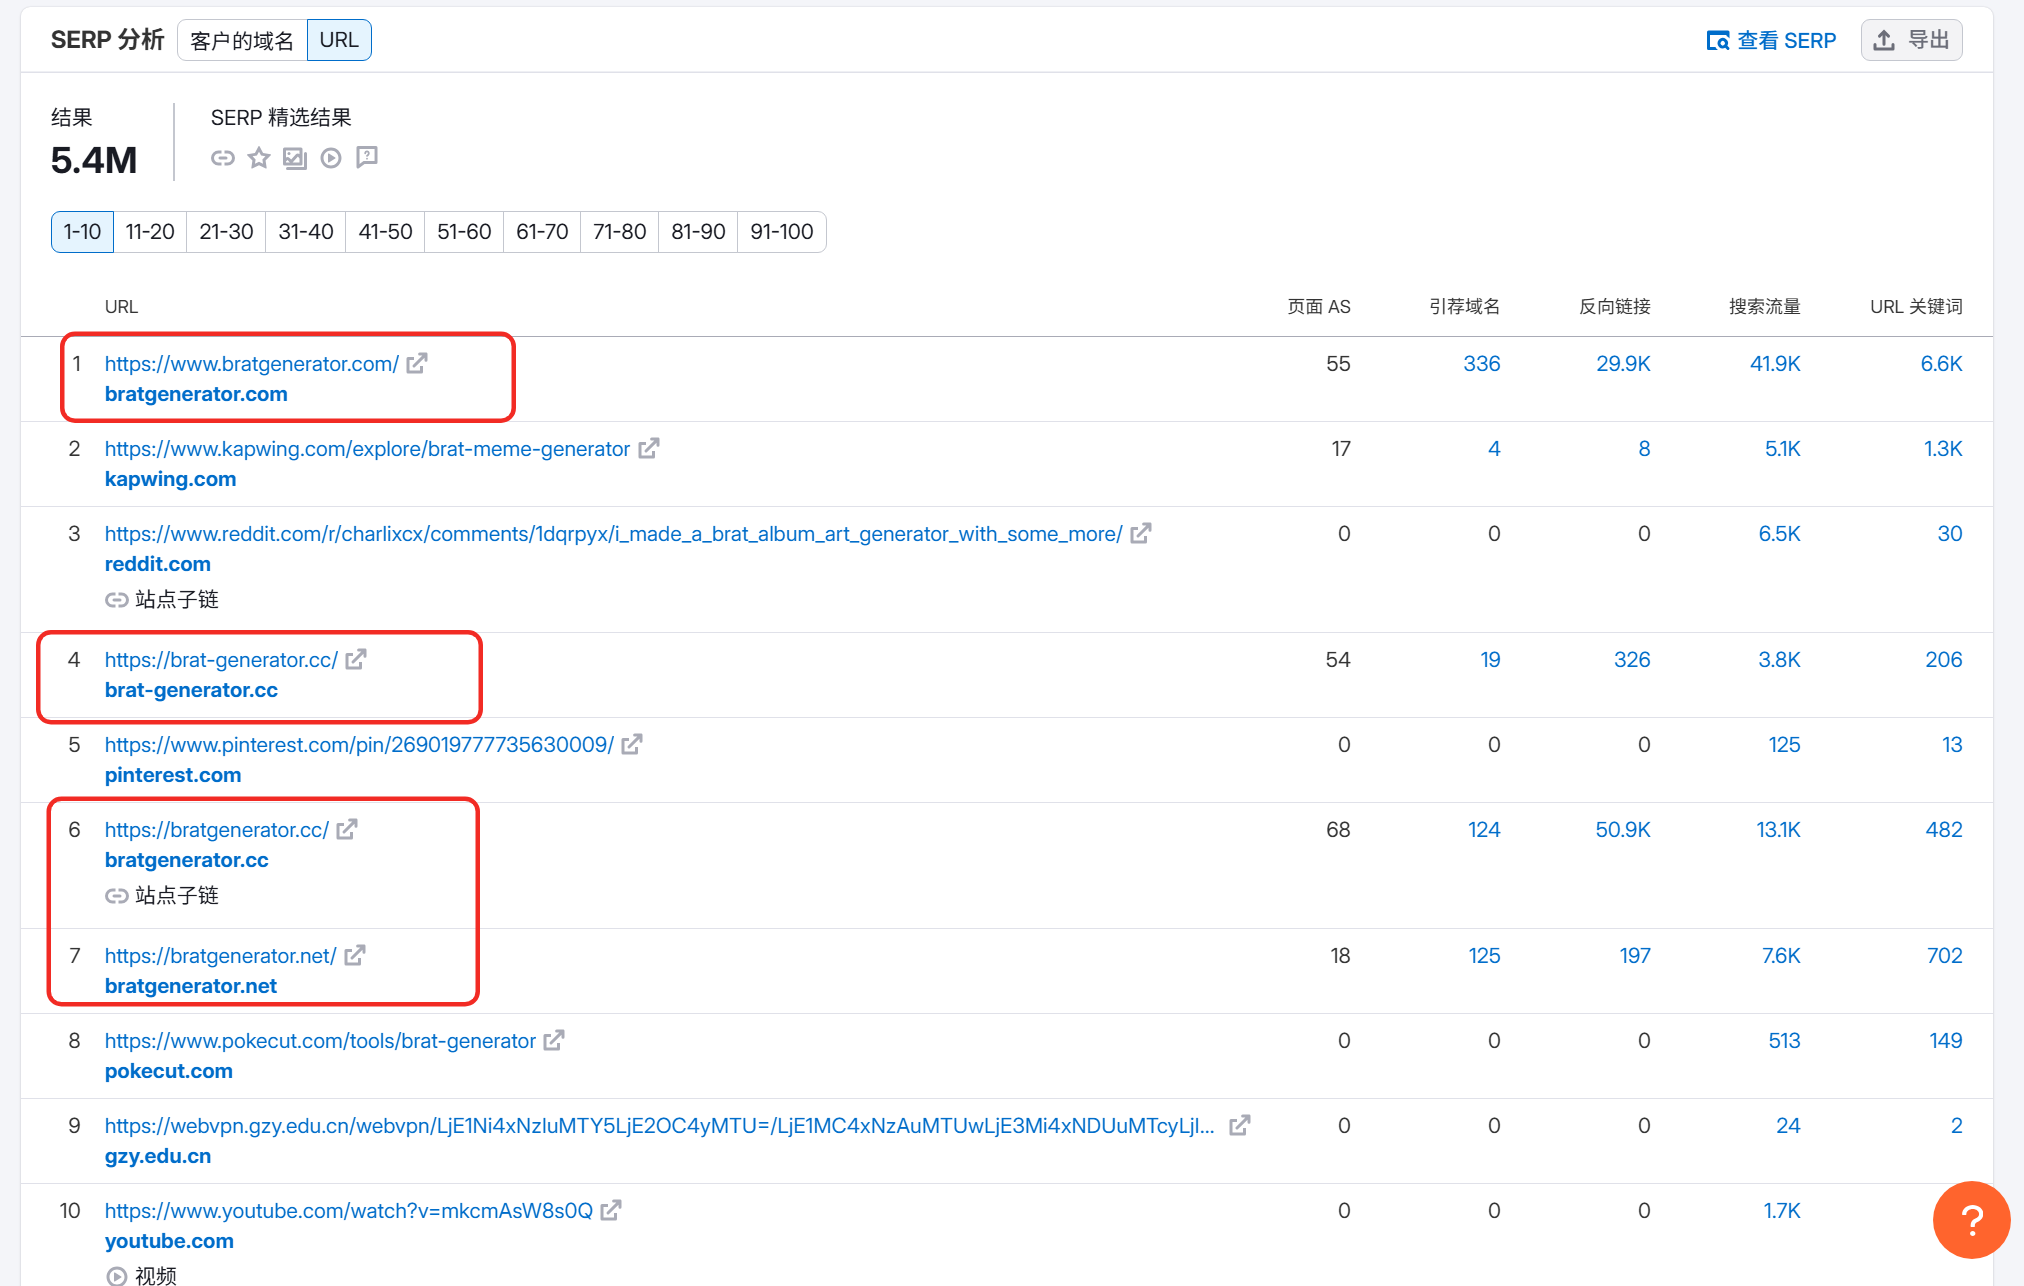 SERP 分析 客户的域名 URL 查看 SERP 导出
结果 SERP 精选结果
5.4M
1-10 11-20 21-30 31-40 41-50 51-60 61-70 71-80 81-90 91-100
URL 页面 AS 引荐域名 反向链接 搜索流量 URL 关键词
1 https://www.bratgenerator.com/ 55 336 29.9K 41.9K 6.6K
bratgenerator.com
2 https://www.kapwing.com/explore/brat-meme-generator 17 4 8 5.1K 1.3K
kapwing.com
3 https://www.reddit.com/r/charlixcx/comments/1dqrpyx/i_made_a_brat_album_art_generator_with_some_more/ 0 0 0 6.5K 30
reddit.com
站点子链
4 https://brat-generator.cc/ 54 19 326 3.8K 206
brat-generator.cc
5 https://www.pinterest.com/pin/269019777735630009/ 0 0 0 125 13
pinterest.com
6 https://bratgenerator.cc/ 68 124 50.9K 13.1K 482
bratgenerator.cc
站点子链
7 https://bratgenerator.net/ 18 125 197 7.6K 702
bratgenerator.net
8 https://www.pokecut.com/tools/brat-generator 0 0 0 513 149
pokecut.com
9 https://webvpn.gzy.edu.cn/webvpn/LjE1Ni4xNzIuMTY5LjE2OC4yMTU=/LjE1MC4xNzAuMTUwLjE3Mi4xNDUuMTcyLjI... 0 0 0 24 2
gzy.edu.cn
10 https://www.youtube.com/watch?v=mkcmAsW8s0Q 0 0 0 1.7K
youtube.com
视频
?